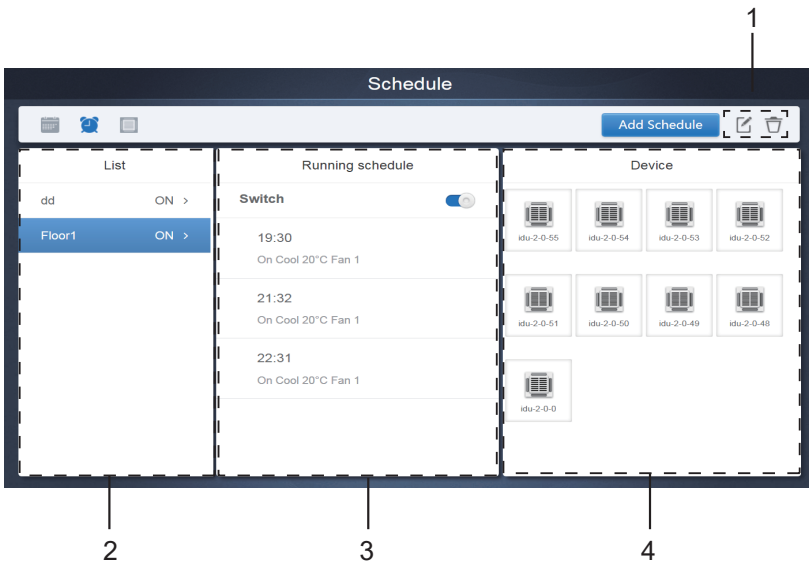 1
Schedule
Add Schedule
List
Running schedule
Device
dd ON >
Switch
Floor1 ON >
19:30
On Cool 20°C Fan 1
21:32
On Cool 20°C Fan 1
22:31
On Cool 20°C Fan 1
idu-2-0-55 idu-2-0-54 idu-2-0-53 idu-2-0-52
idu-2-0-51 idu-2-0-50 idu-2-0-49 idu-2-0-48
idu-2-0-0
2 3 4